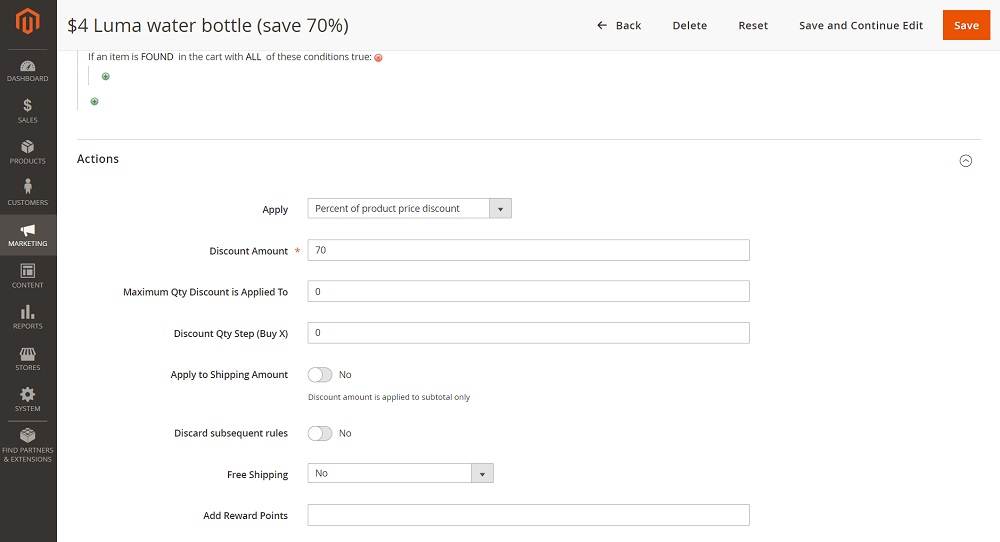 $4 Luma water bottle (save 70%)
Back
Delete
Reset
Save and Continue Edit
Save
If an item is FOUND in the cart with ALL of these conditions true:
DASHBOARD
SALES
PRODUCTS
CUSTOMERS
MARKETING
CONTENT
REPORTS
STORES
SYSTEM
FIND PARTNERS
& EXTENSIONS
Actions
Apply Percent of product price discount
Discount Amount * 70
Maximum Qty Discount is Applied To 0
Discount Qty Step (Buy X) 0
Apply to Shipping Amount No
Discount amount is applied to subtotal only
Discard subsequent rules No
Free Shipping No
Add Reward Points